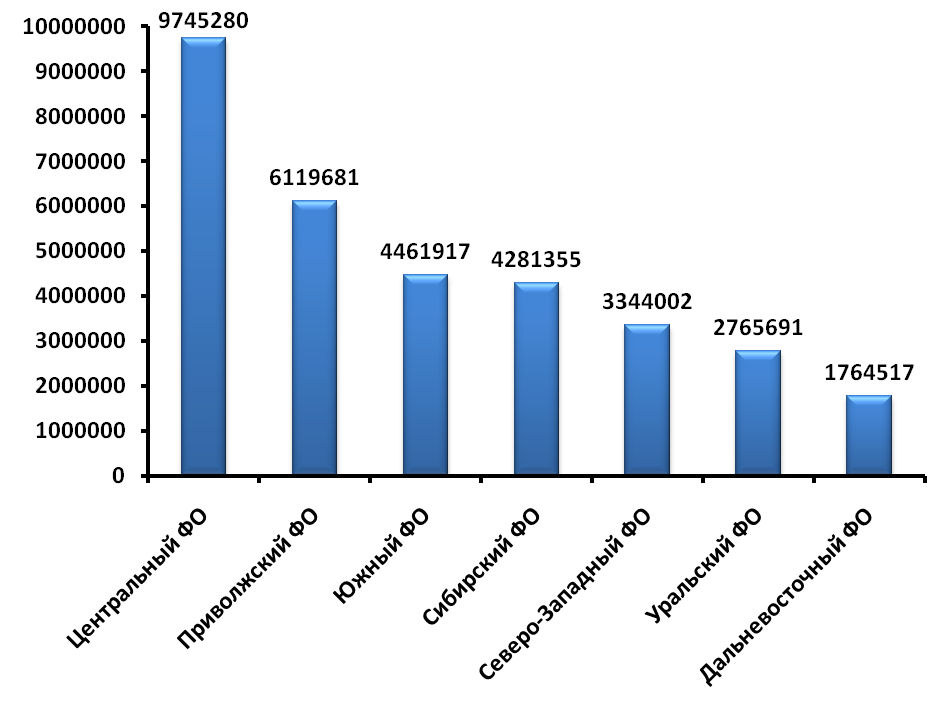 10000000
9000000
8000000
7000000
6000000
5000000
4000000
3000000
2000000
1000000
0
9745280
6119681
4461917
4281355
3344002
2765691
1764517
Центральный ФО
Приволжский ФО
Южный ФО
Сибирский ФО
Северо-Западный ФО
Уральский ФО
Дальневосточный ФО